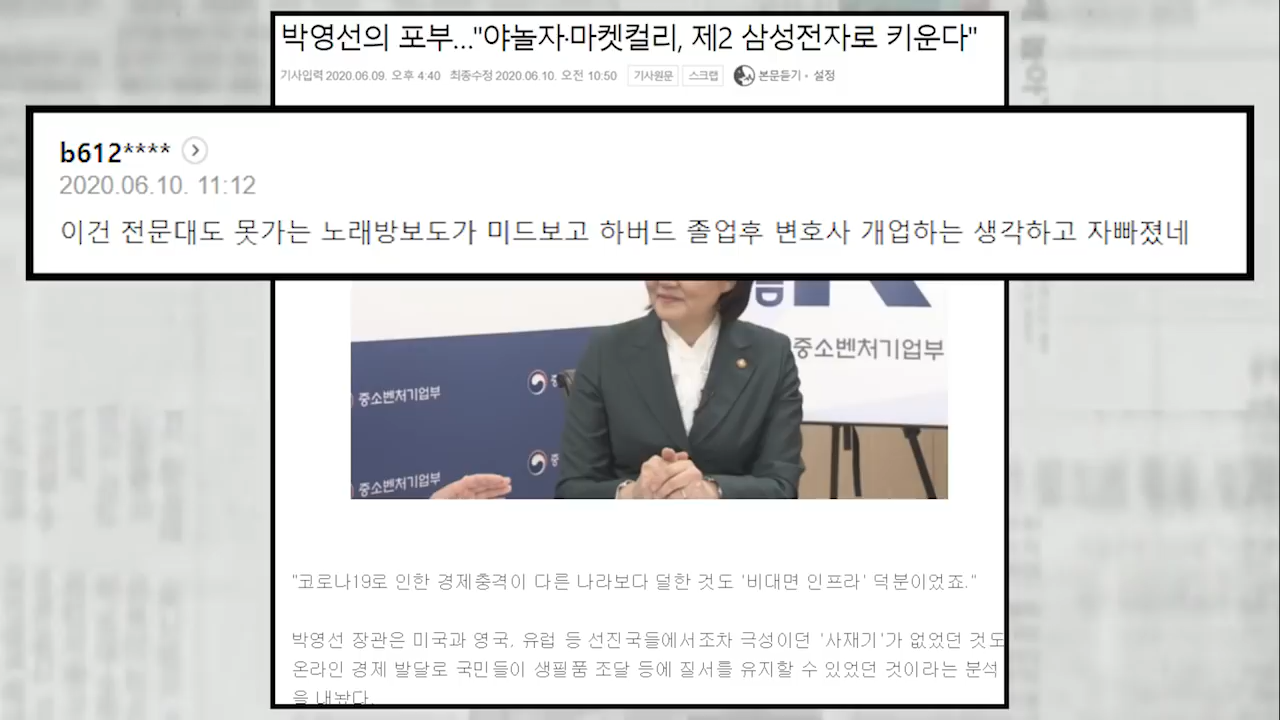 박영선의 포부..."야놀자·마켓컬리, 제2 삼성전자로 키운다"
기사입력 2020.06.09. 오후 4:40 최종수정 2020.06.10. 오전 10:50 기사원문 스크랩 본문듣기 · 설정
b612****
2020.06.10. 11:12
이건 전문대도 못가는 노래방보도가 미드보고 하버드 졸업후 변호사 개업하는 생각하고 자빠졌네
중소벤처기업부
중소벤처기업부
중
중소벤처기업부
"코로나19로 인한 경제충격이 다른 나라보다 덜한 것도 '비대면 인프라' 덕분이었죠."
박영선 장관은 미국과 영국, 유럽 등 선진국들에서조차 극성이던 '사재기'가 없었던 것도
온라인 경제 발달로 국민들이 생필품 조달 등에 질서를 유지할 수 있었던 것이라는 분석
을 내놨다.